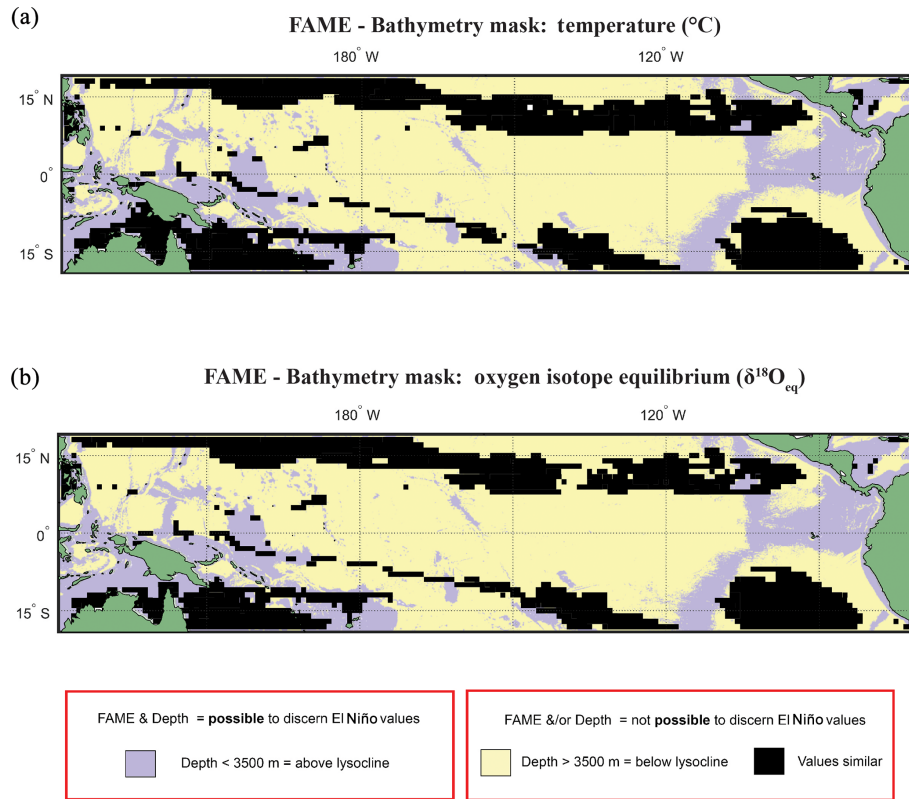 (a)
FAME - Bathymetry mask: temperature (°C)
180° W
120° W
15° N
0°
15° S
(b)
FAME - Bathymetry mask: oxygen isotope equilibrium (δ¹⁸O_eq)
180° W
120° W
15° N
0°
15° S
FAME & Depth = possible to discern El Niño values
Depth < 3500 m = above lysocline
FAME &/or Depth = not possible to discern El Niño values
Depth > 3500 m = below lysocline
Values similar